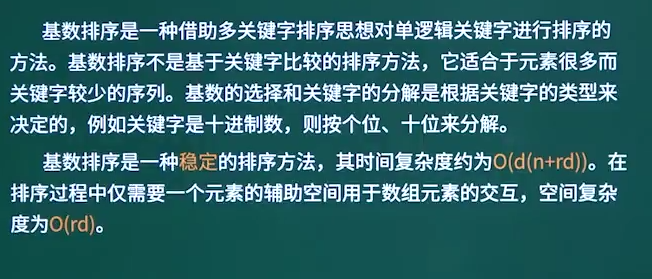 基数排序是一种借助多关键字排序思想对单逻辑关键字进行排序的
方法。基数排序不是基于关键字比较的排序方法，它适合于元素很多而
关键字较少的序列。基数的选择和关键字的分解是根据关键字的类型来
决定的，例如关键字是十进制数，则按个位、十位来分解。
基数排序是一种稳定的排序方法，其时间复杂度约为O(d(n+rd))。在
排序过程中仅需要一个元素的辅助空间用于数组元素的交互，空间复杂
度为O(rd)。